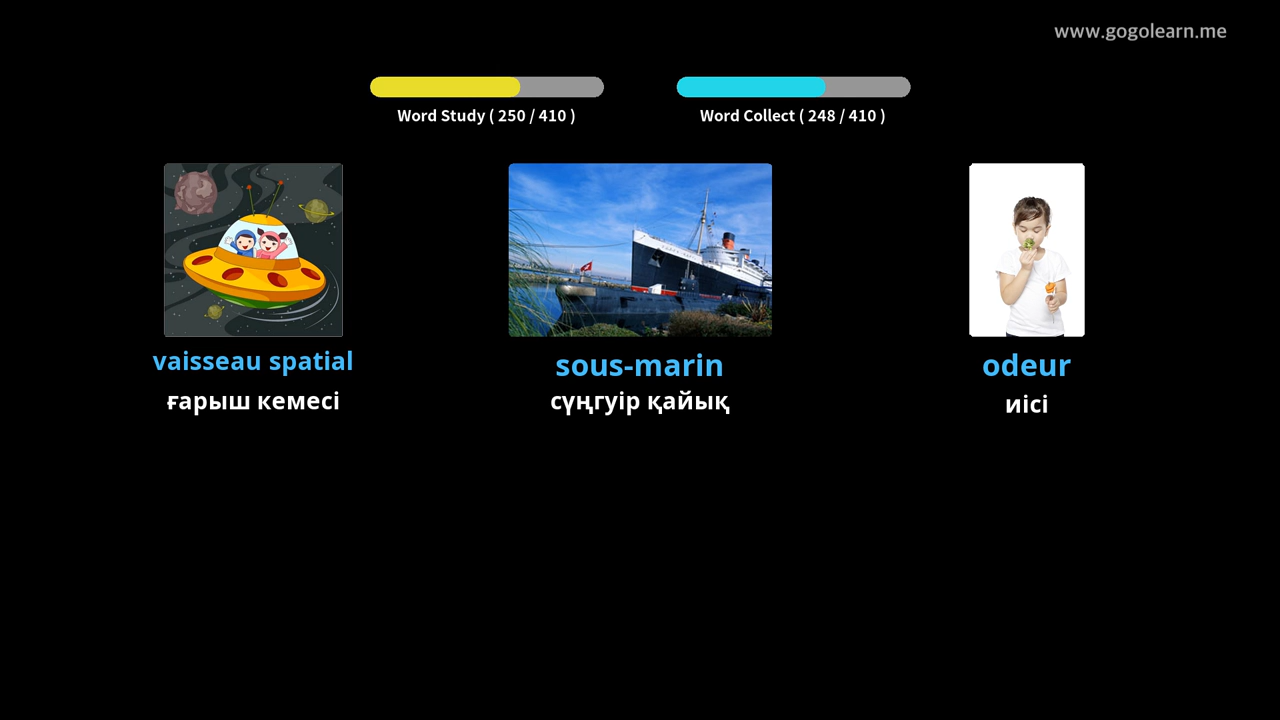 www.gogolearn.me
Word Study ( 250 / 410 )
Word Collect ( 248 / 410 )
vaisseau spatial
ғарыш кемесі
sous-marin
сүңгуір қайық
odeur
иісі